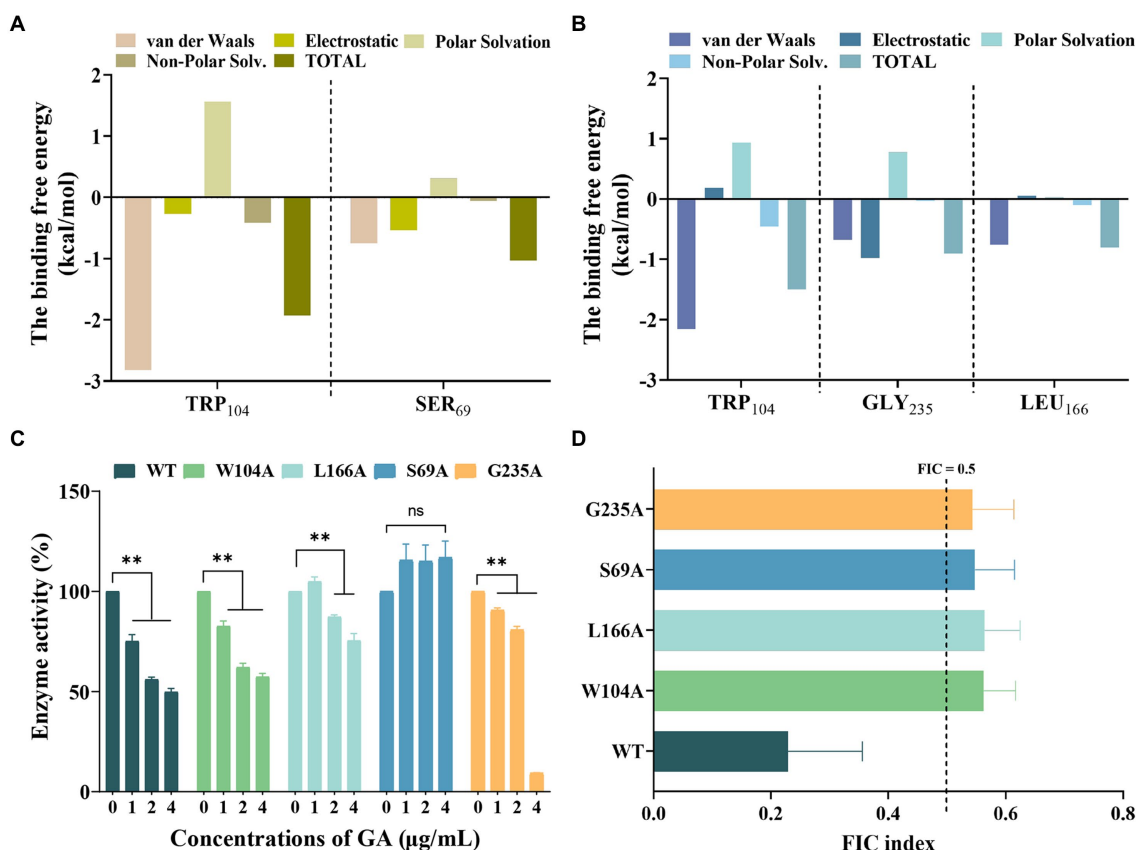 A
van der Waals Electrostatic Polar Solvation
Non-Polar Solv. TOTAL
The binding free energy
(kcal/mol)
2
1
0
-1
-2
-3
TRP104 SER69
B
van der Waals Electrostatic Polar Solvation
Non-Polar Solv. TOTAL
The binding free energy
(kcal/mol)
2
1
0
-1
-2
-3
TRP104 GLY235 LEU166
C
WT W104A L166A S69A G235A
Enzyme activity (%)
150
100
50
0
** ** ** ns **
0 1 2 4 0 1 2 4 0 1 2 4 0 1 2 4 0 1 2 4
Concentrations of GA (μg/mL)
D
FIC = 0.5
G235A
S69A
L166A
W104A
WT
0.0 0.2 0.4 0.6 0.8
FIC index